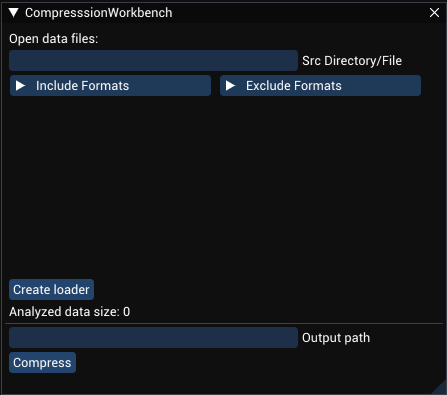 CompresssionWorkbench
Open data files:
Src Directory/File
Include Formats Exclude Formats
Create loader
Analyzed data size: 0
Output path
Compress